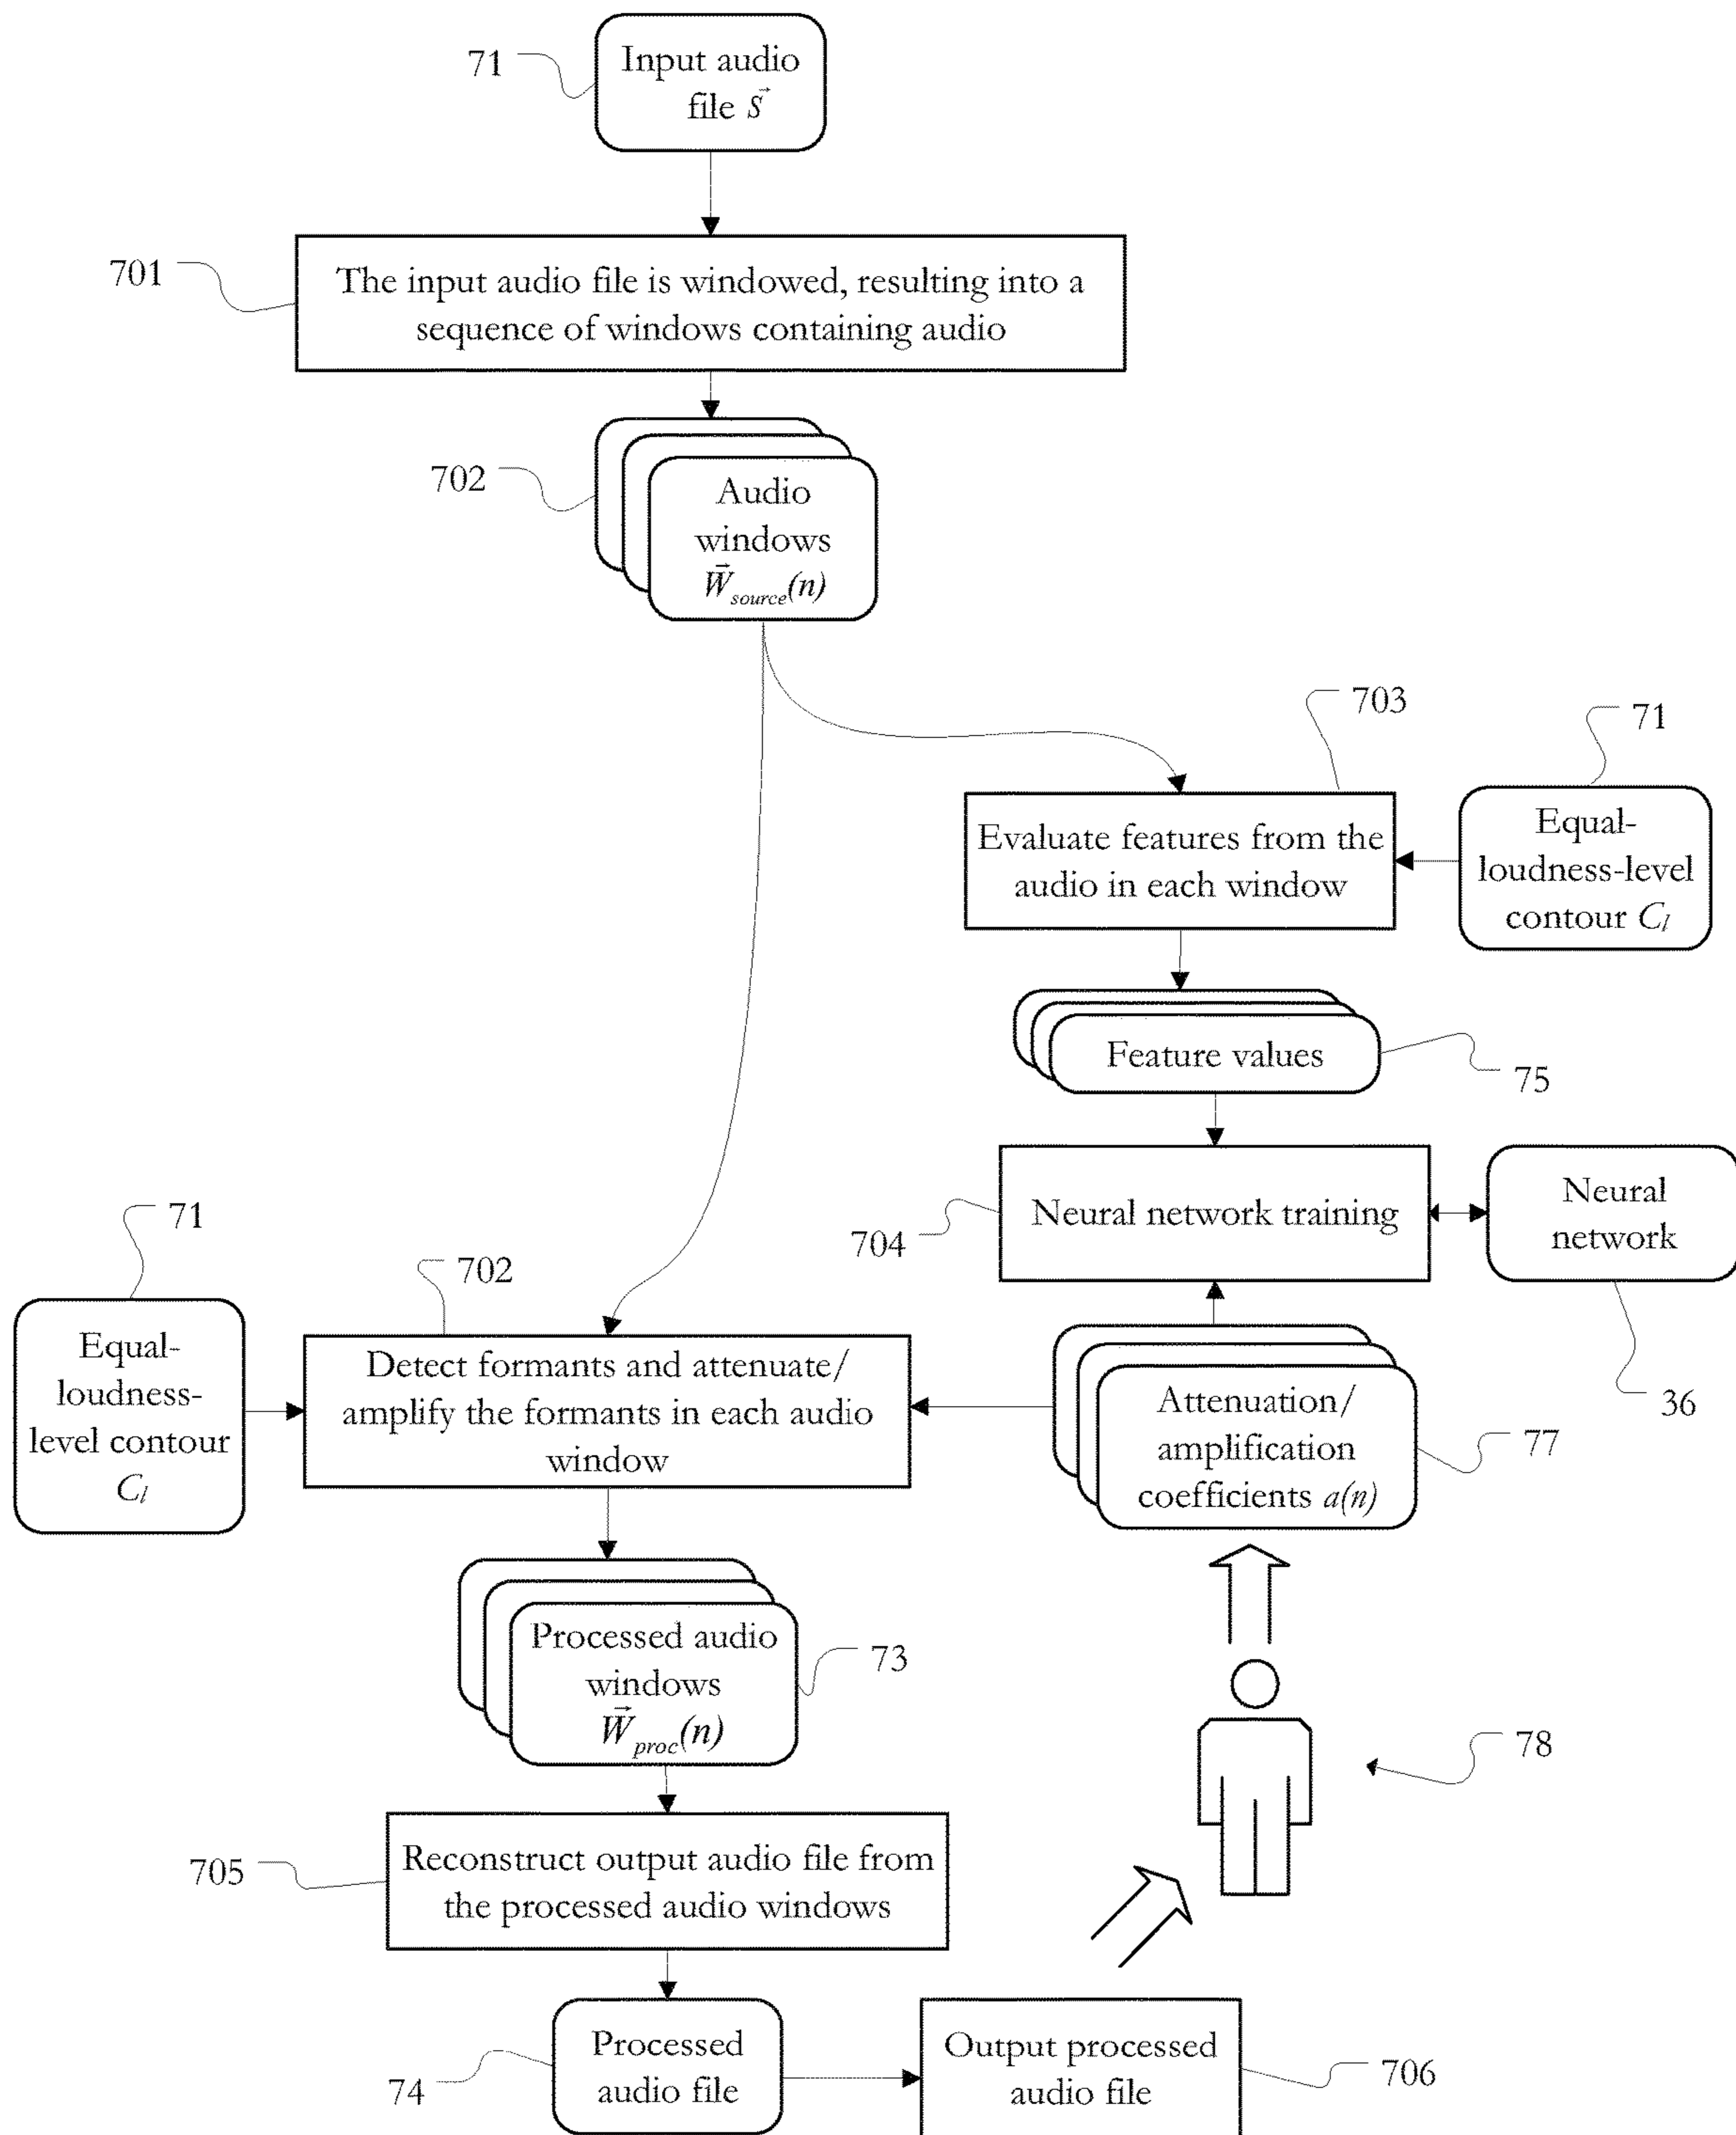 71
Input audio
file S⃗
701
The input audio file is windowed, resulting into a
sequence of windows containing audio
702
Audio
windows
W⃗source(n)
703
71
Evaluate features from the
audio in each window
Equal-
loudness-level
contour Cl
Feature values
75
704
Neural network training
Neural
network
36
71
702
Equal-
loudness-
level contour
Cl
Detect formants and attenuate/
amplify the formants in each audio
window
Attenuation/
amplification
coefficients a(n)
77
Processed audio
windows
W⃗proc(n)
73
78
705
Reconstruct output audio file from
the processed audio windows
74
Processed
audio file
Output processed
audio file
706